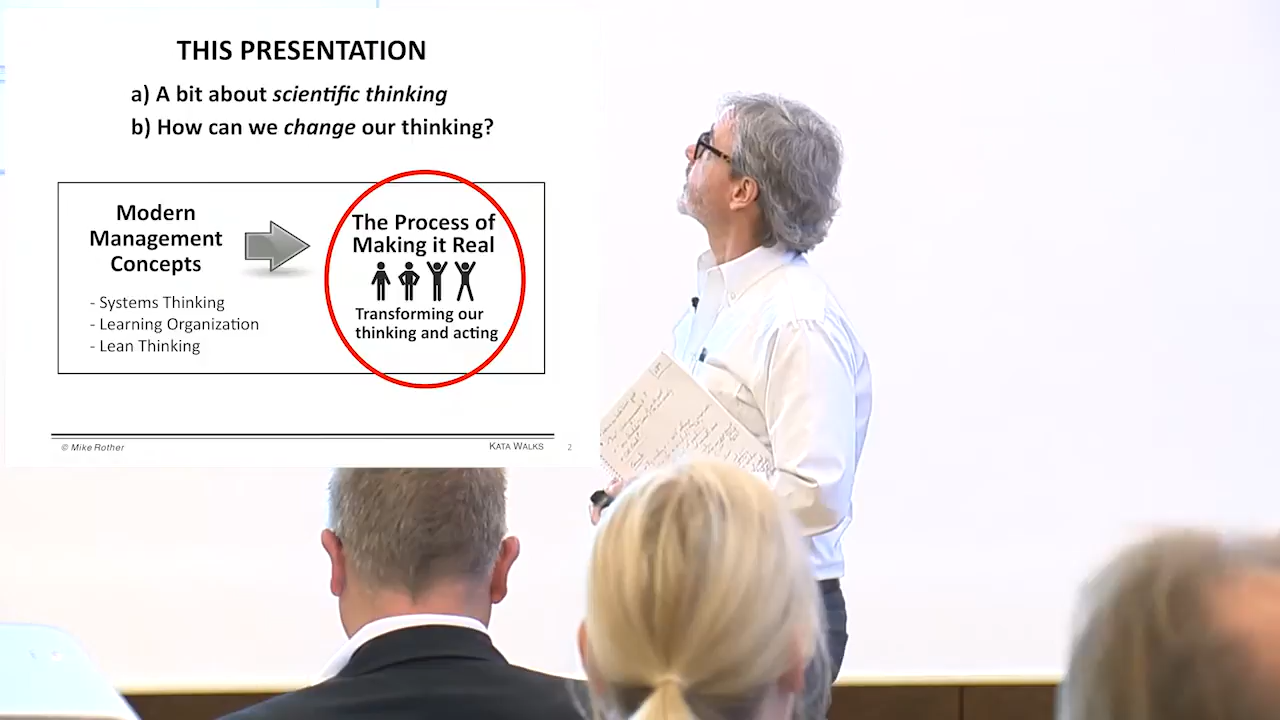 THIS PRESENTATION
a) A bit about scientific thinking
b) How can we change our thinking?
Modern
Management
Concepts
- Systems Thinking
- Learning Organization
- Lean Thinking
The Process of
Making it Real
Transforming our
thinking and acting
© Mike Rother
KATA WALKS
2